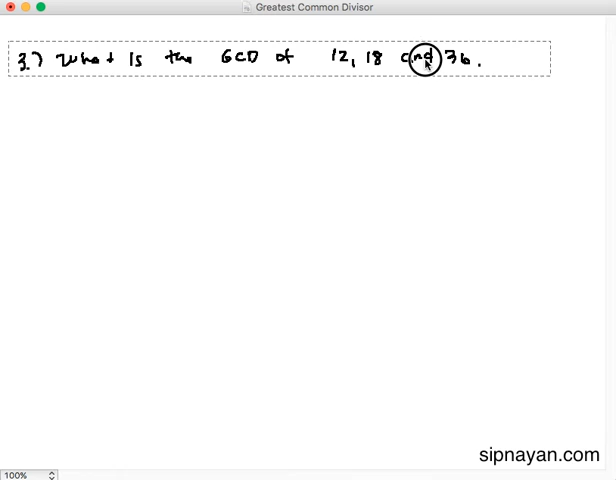 Greatest Common Divisor
3.) What is the GCD of 12, 18 and 36.
sipnayan.com
100%